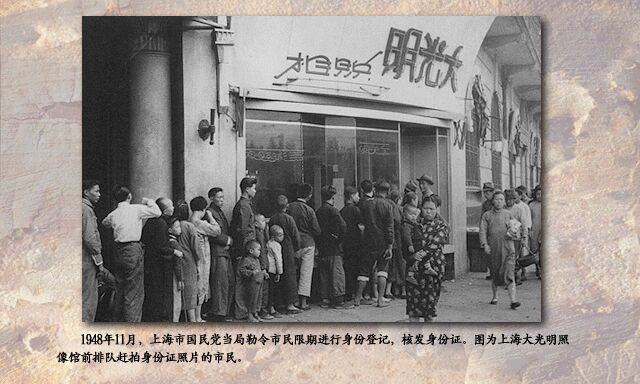 大光明
照相
1948年11月，上海市国民党当局勒令市民限期进行身份登记，核发身份证。图为上海大光明照
像馆前排队赶拍身份证照片的市民。